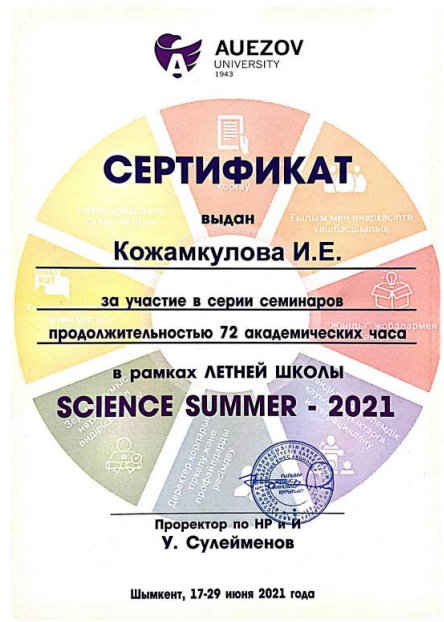 AUEZOV
UNIVERSITY
1943
СЕРТИФИКАТ
выдан
Ғылым мен өнеркәсіпте
көшбасшылық
Кожамкулова И.Е.
за участие в серии семинаров
продолжительностью 72 академических часа
в рамках ЛЕТНЕЙ ШКОЛЫ
SCIENCE SUMMER - 2021
Проректор по НР и И
У. Сулейменов
Шымкент, 17-29 июня 2021 года